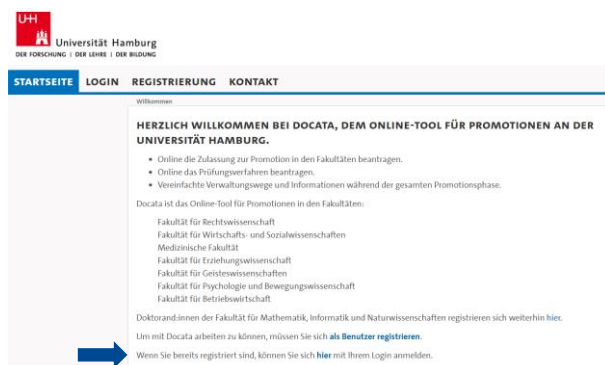 UH
Universität Hamburg
DER FORSCHUNG | DER LEHRE | DER BILDUNG
STARTSEITE LOGIN REGISTRIERUNG KONTAKT
Willkommen
HERZLICH WILLKOMMEN BEI DOCATA, DEM ONLINE-TOOL FÜR PROMOTIONEN AN DER
UNIVERSITÄT HAMBURG.
• Online die Zulassung zur Promotion in den Fakultäten beantragen.
• Online das Prüfungsverfahren beantragen.
• Vereinfachte Verwaltungswege und Informationen während der gesamten Promotionsphase.
Docata ist das Online-Tool für Promotionen in den Fakultäten:
Fakultät für Rechtswissenschaft
Fakultät für Wirtschafts- und Sozialwissenschaften
Medizinische Fakultät
Fakultät für Erziehungswissenschaft
Fakultät für Geisteswissenschaften
Fakultät für Psychologie und Bewegungswissenschaft
Fakultät für Betriebswirtschaft
Doktorand:innen der Fakultät für Mathematik, Informatik und Naturwissenschaften registrieren sich weiterhin hier.
Um mit Docata arbeiten zu können, müssen Sie sich als Benutzer registrieren.
Wenn Sie bereits registriert sind, können Sie sich hier mit Ihrem Login anmelden.